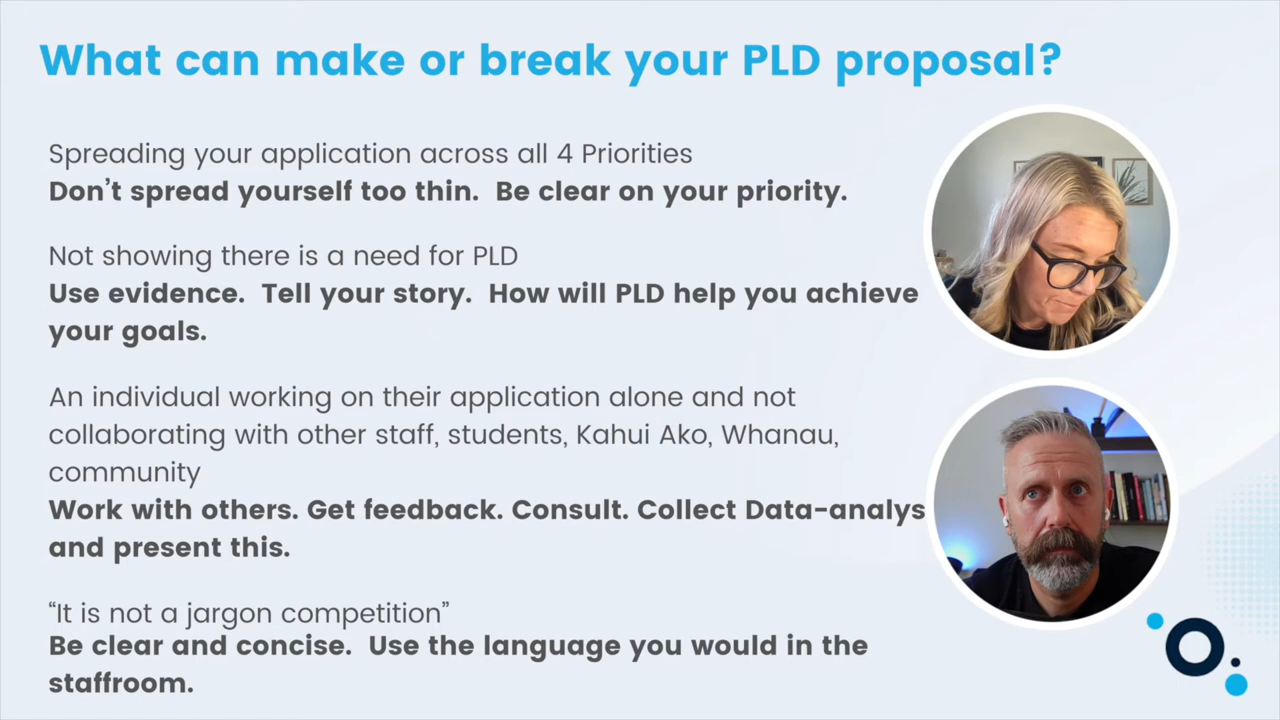 What can make or break your PLD proposal?
Spreading your application across all 4 Priorities
Don't spread yourself too thin.  Be clear on your priority.
Not showing there is a need for PLD
Use evidence.  Tell your story.  How will PLD help you achieve
your goals.
An individual working on their application alone and not
collaborating with other staff, students, Kahui Ako, Whanau,
community
Work with others. Get feedback. Consult. Collect Data-analys
and present this.
“It is not a jargon competition”
Be clear and concise.  Use the language you would in the
staffroom.